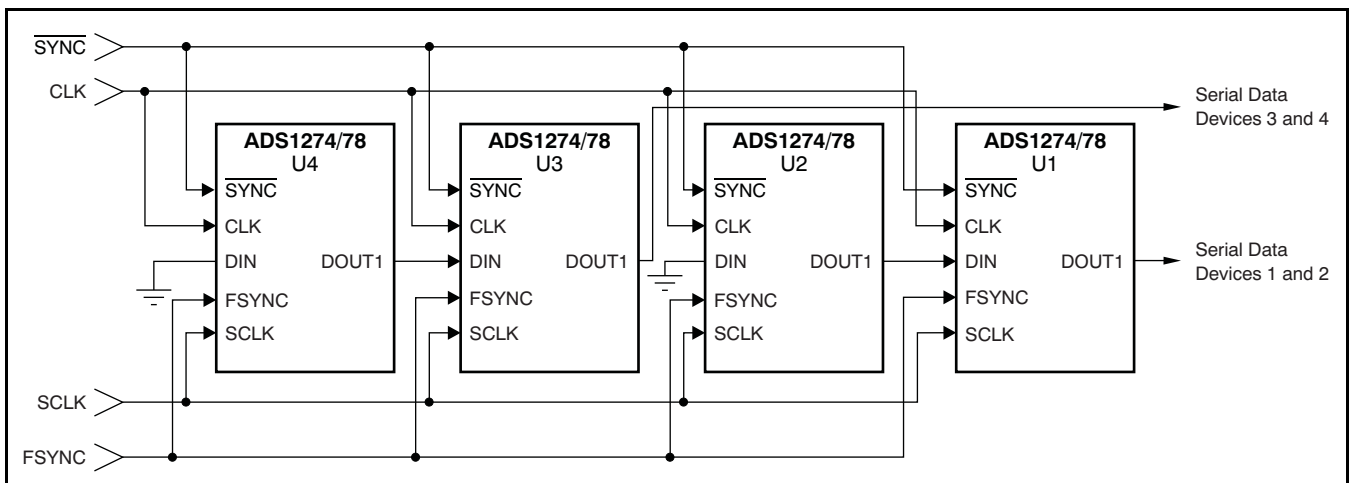 SYNC
CLK
Serial Data
Devices 3 and 4
ADS1274/78
U4
SYNC
CLK
DIN DOUT1
FSYNC
SCLK
ADS1274/78
U3
SYNC
CLK
DIN DOUT1
FSYNC
SCLK
ADS1274/78
U2
SYNC
CLK
DIN DOUT1
FSYNC
SCLK
ADS1274/78
U1
SYNC
CLK
DIN DOUT1
FSYNC
SCLK
Serial Data
Devices 1 and 2
SCLK
FSYNC